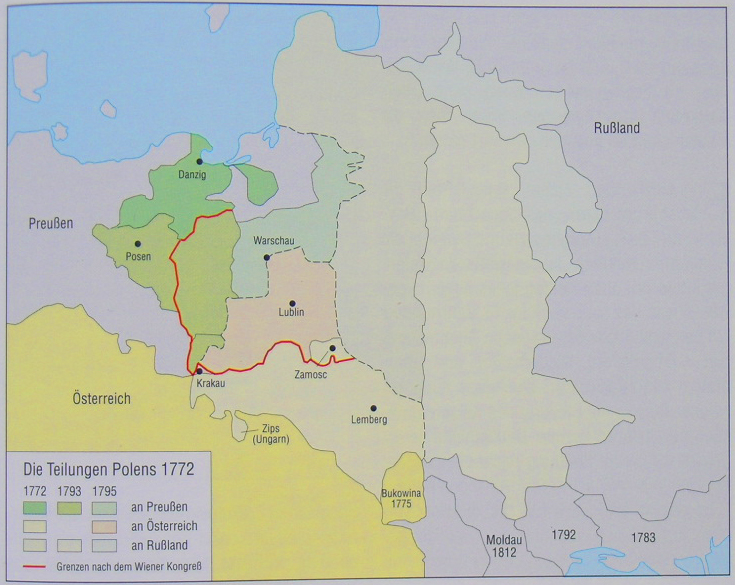 Rußland
Danzig
Preußen
Posen
Warschau
Lublin
Zamosc
Krakau
Österreich
Lemberg
Zips
(Ungarn)
Bukowina
1775
Moldau
1812
1792
1783
Die Teilungen Polens 1772
1772 1793 1795
an Preußen
an Österreich
an Rußland
Grenzen nach dem Wiener Kongreß